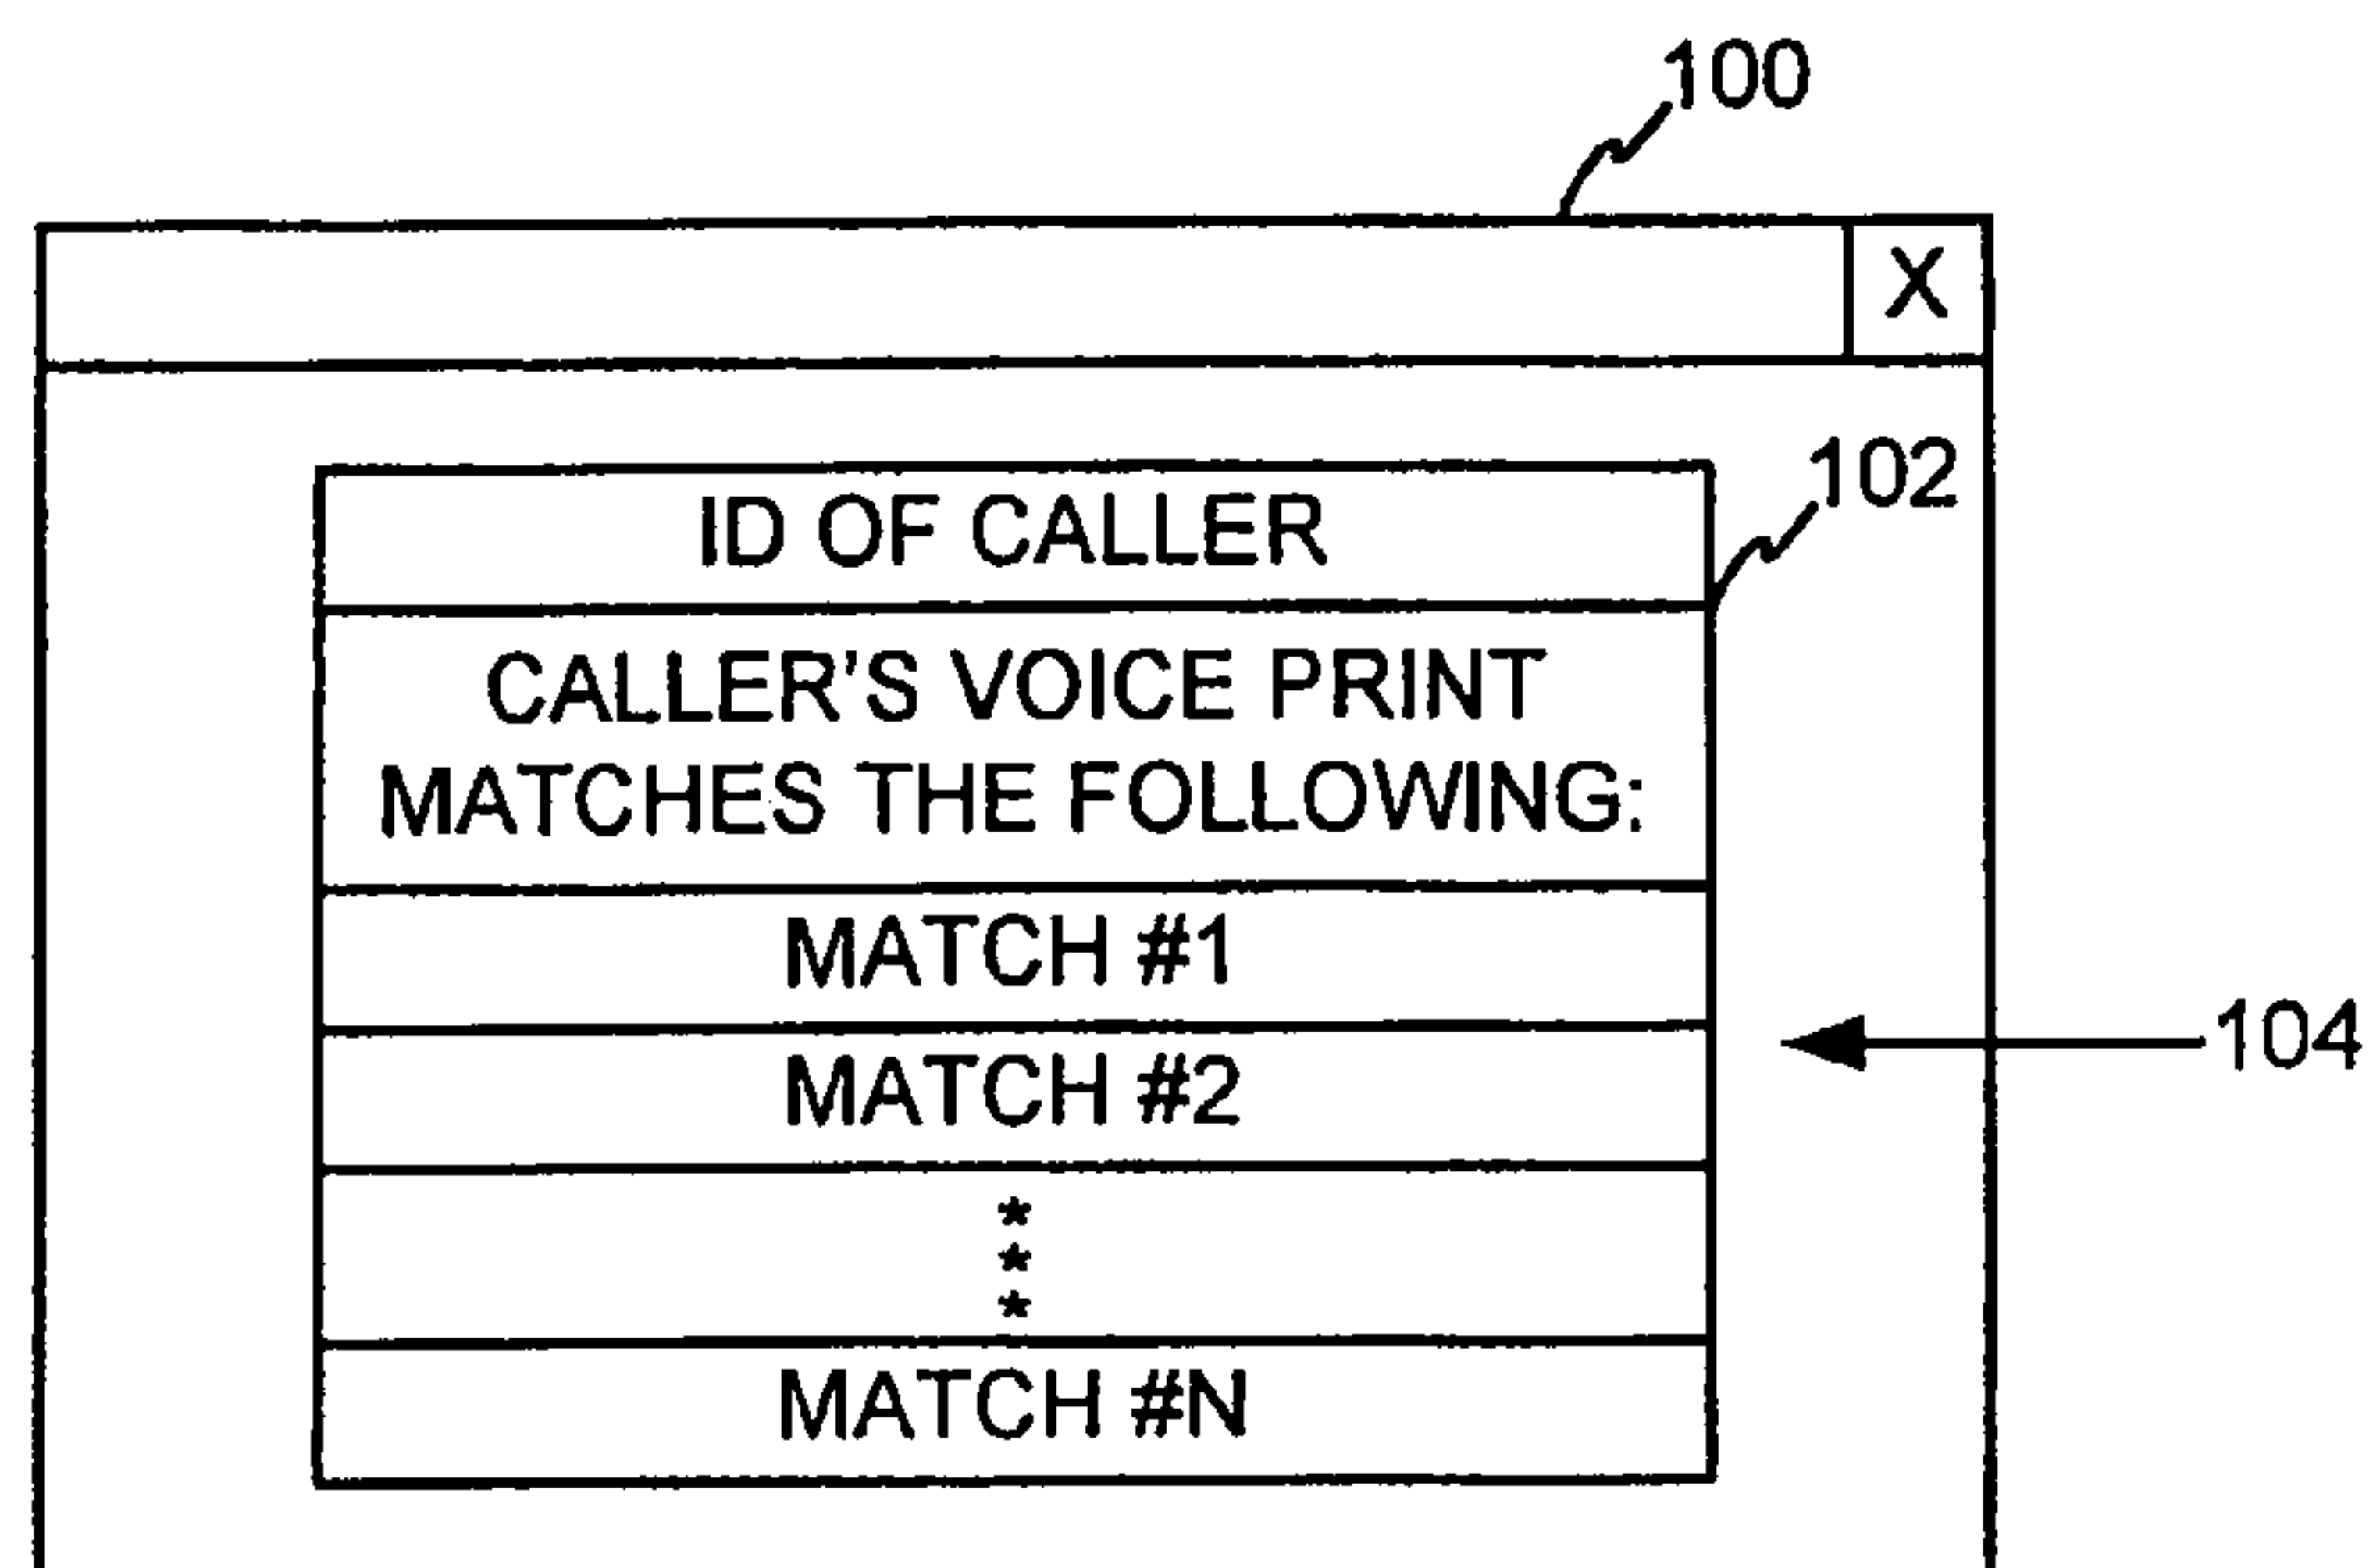 100
X
102
ID OF CALLER
CALLER'S VOICE PRINT
MATCHES THE FOLLOWING:
MATCH #1
104
MATCH #2
*
*
*
MATCH #N